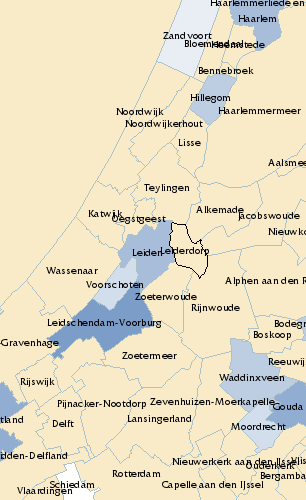 Haarlemmerliede en
Haarlem
Zandvoort
Bloemendaal
Heemstede
Bennebroek
Hillegom
Haarlemmermeer
Noordwijk
Noordwijkerhout
Lisse
Aalsmee
Teylingen
Alkemade
Katwijk
Oegstgeest
Jacobswoude
Nieuwko
Leiden
Leiderdorp
Wassenaar
Voorschoten
Alphen aan den R
Zoeterwoude
Rijnwoude
Leidschendam-Voorburg
Bodegr
Boskoop
-Gravenhage
Zoetermeer
Reeuwij
Waddinxveen
Rijswijk
Pijnacker-Nootdorp
Zevenhuizen-Moerkapelle
Gouda
tland
Delft
Lansingerland
Moordrecht
dden-Delfland
Nieuwerkerk aan den IJssel
Ouderkerk
Rotterdam
Bergamba
Schiedam
Capelle aan den IJssel
Vlaardingen